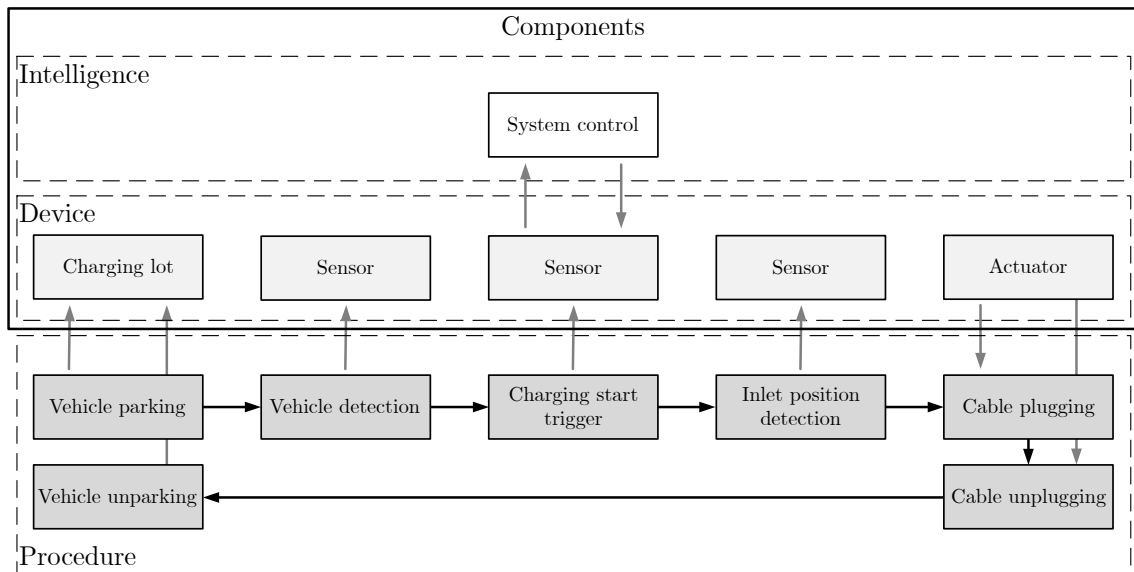 Components
Intelligence
System control
Device
Charging lot
Sensor
Sensor
Sensor
Actuator
Vehicle parking
Vehicle detection
Charging start
trigger
Inlet position
detection
Cable plugging
Vehicle unparking
Cable unplugging
Procedure